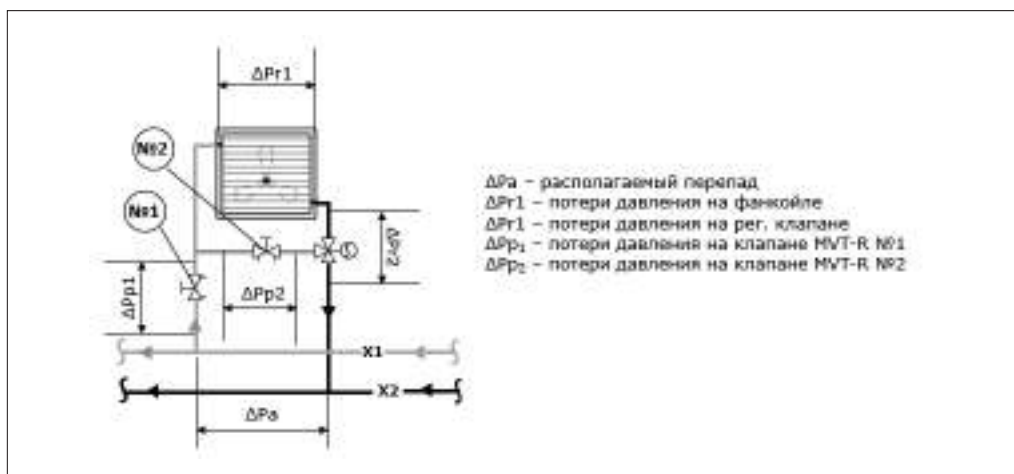 ΔPr1
№2
№1
ΔPr2
ΔPp1
ΔPp2
X1
X2
ΔPa
ΔPa – располагаемый перепад
ΔPr1 – потери давления на фанкойле
ΔPr1 – потери давления на рег. клапане
ΔPp₁ – потери давления на клапане MVT-R №1
ΔPp₂ – потери давления на клапане MVT-R №2